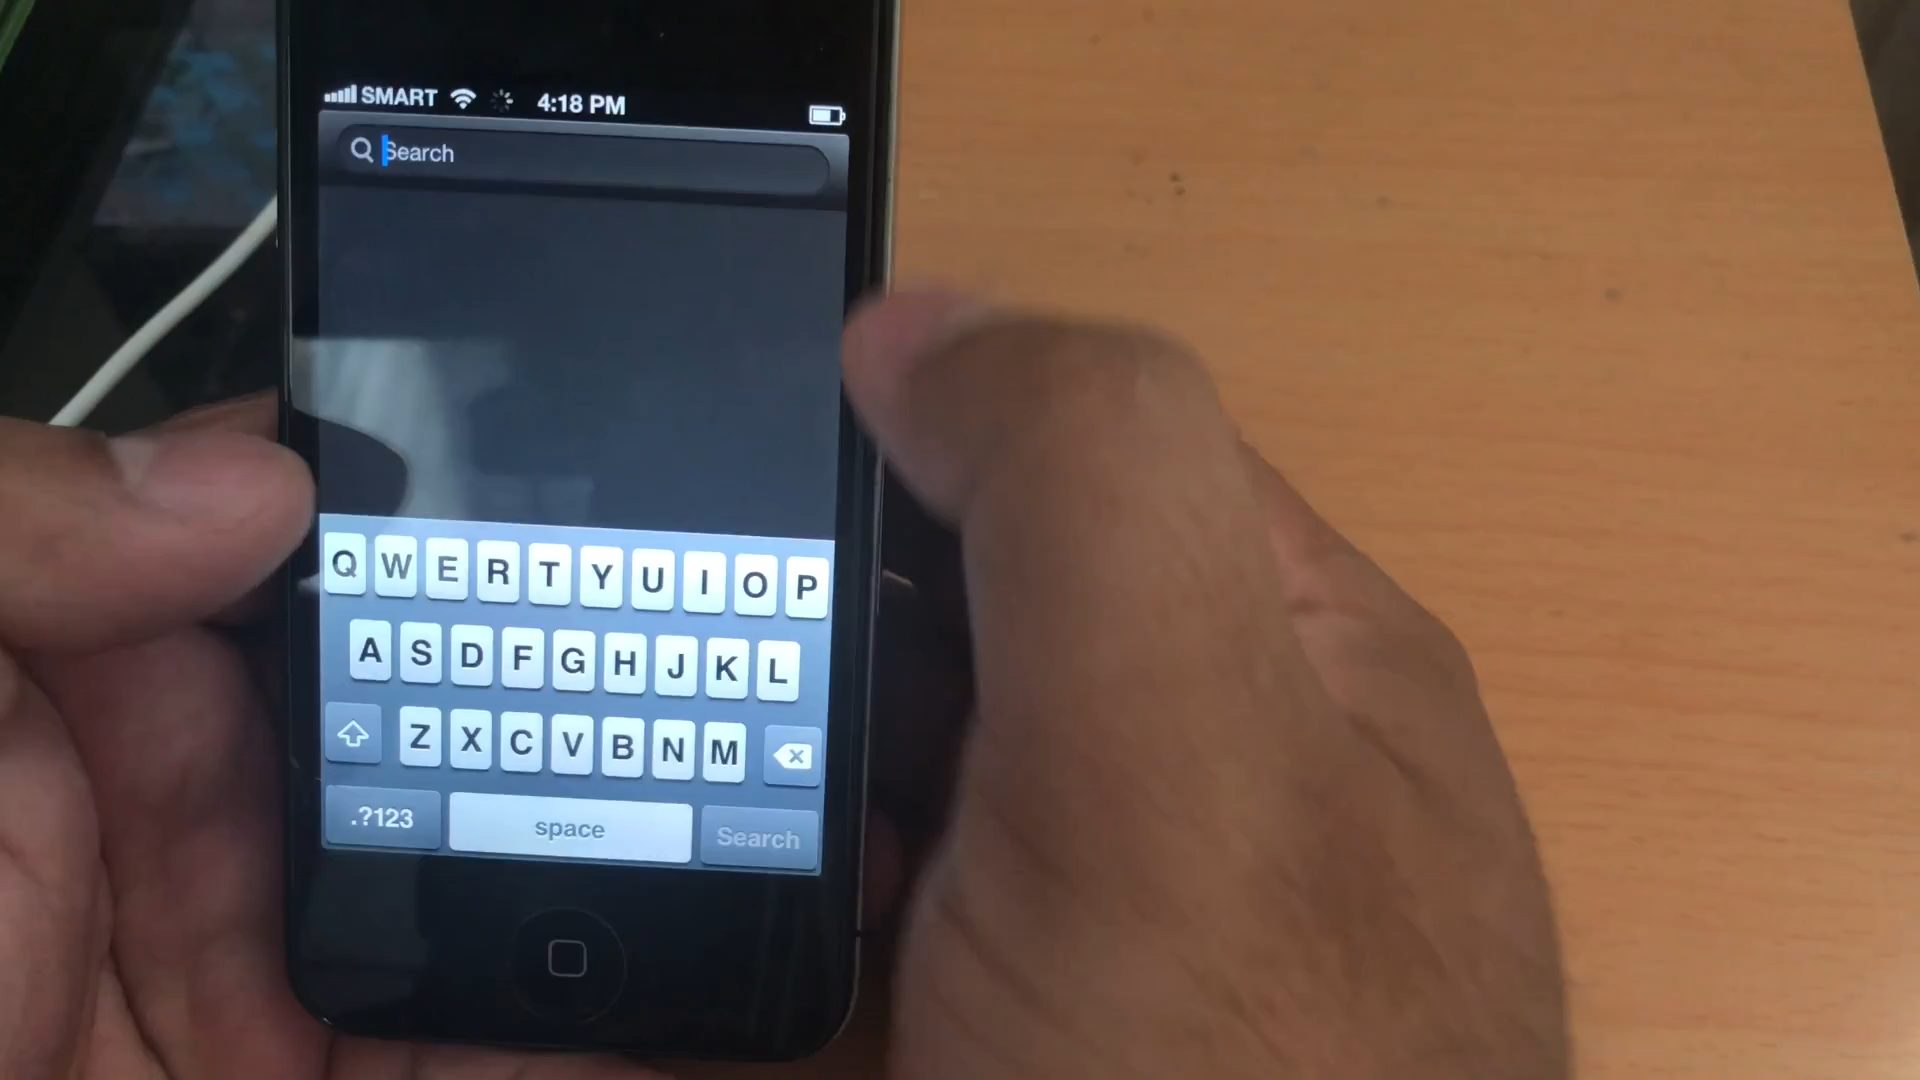 SMART 4:18 PM
Search
Q W E R T Y U I O P
A S D F G H J K L
Z X C V B N M
.?123 space Search